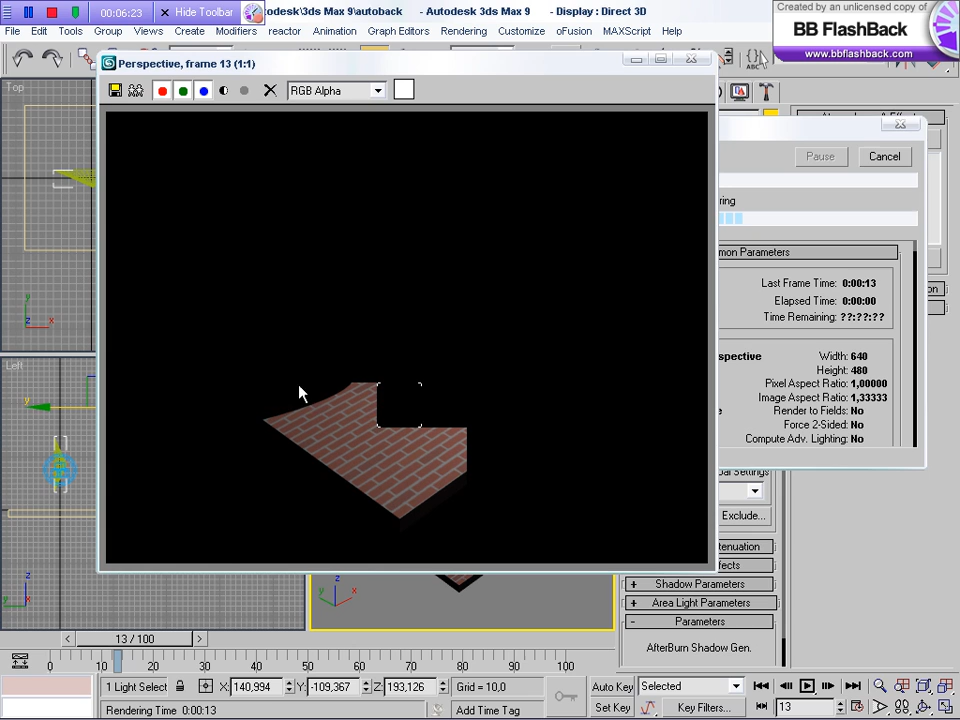 00:06:23
Hide Toolbar
odesk\3ds Max 9\autoback - Autodesk 3ds Max 9 - Display : Direct 3D
Created by an unlicensed copy of
BB FlashBack
www.bbflashback.com
File Edit Tools Group Views Create Modifiers reactor Animation Graph Editors Rendering Customize oFusion MAXScript Help
Perspective, frame 13 (1:1)
RGB Alpha
Top
Pause
Cancel
ring
mon Parameters
Last Frame Time: 0:00:13
Elapsed Time: 0:00:00
Time Remaining: ??:??:??
spective
Width: 640
Height: 480
Pixel Aspect Ratio: 1,00000
Image Aspect Ratio: 1,33333
Render to Fields: No
Force 2-Sided: No
Compute Adv. Lighting: No
Left
Exclude...
Shadow Parameters
Area Light Parameters
Parameters
AfterBurn Shadow Gen.
13 / 100
0 10 20 30 40 50 60 70 80 90 100
1 Light Select
X: 140,994
Y: -109,367
Z: 193,126
Grid = 10,0
Auto Key
Selected
Rendering Time 0:00:13
Add Time Tag
Set Key
Key Filters...
13